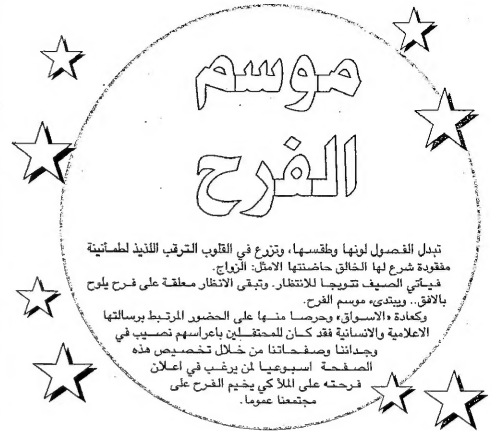 موسم
الفرح
تبدل الفصول لونها وطقسها، وتزرع في القلوب الترقب اللذيذ لطمأنينة
مفقودة شرع لها الخالق حاضنتها الامثل: الزواج.
فيأتي الصيف تتويجا للانتظار. وتبقى الانظار معلقة على فرح يلوح
بالافق.. ويبتدىء موسم الفرح.
وكعادة «الاسواق» وحرصا منها على الحضور المرتبط برسالتها
الاعلامية والانسانية فقد كان للمحتفلين باعراسهم نصيب في
وجداننا وصفحاتنا من خلال تخصيص هذه
الصفحة اسبوعيا لمن يرغب في اعلان
فرحته على الملأ كي يخيم الفرح على
مجتمعنا عموما.